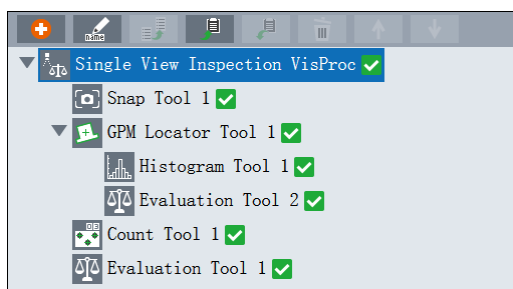 name
Single View Inspection VisProc
Snap Tool 1
GPM Locator Tool 1
Histogram Tool 1
Evaluation Tool 2
Count Tool 1
Evaluation Tool 1